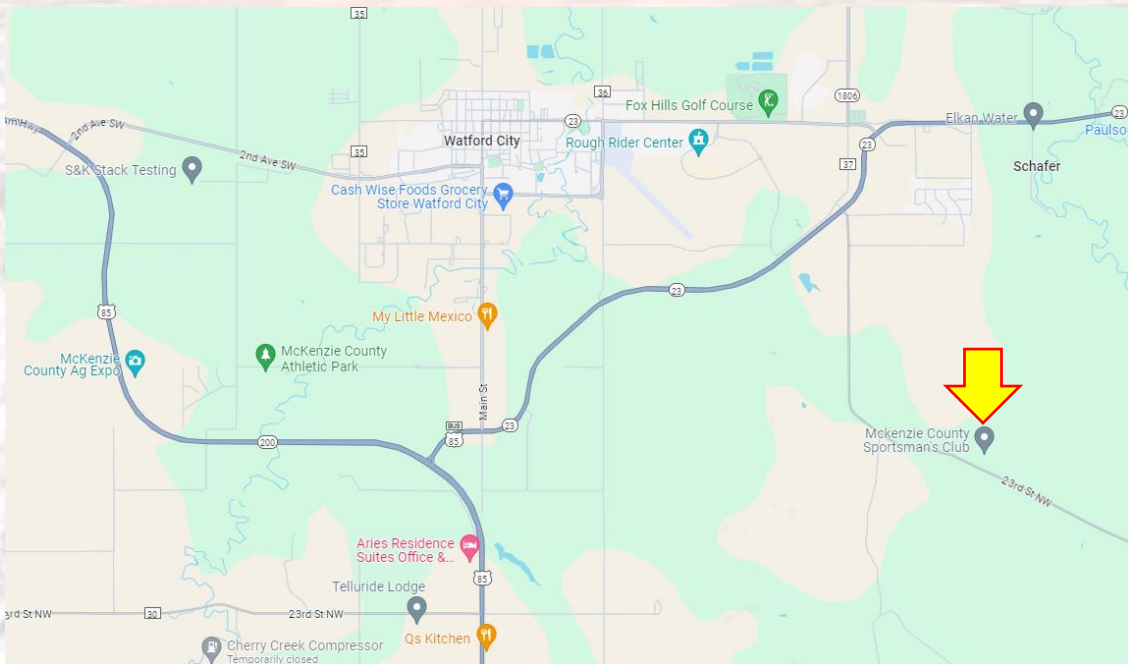 35
36
Fox Hills Golf Course
1806
23
Elkan Water
23
Paulso
2nd Ave SW
Watford City
Rough Rider Center
23
35
2nd Ave SW
S&K Stack Testing
37
Schafer
Cash Wise Foods Grocery
Store Watford City
23
85
My Little Mexico
McKenzie
County Ag Expo
McKenzie County
Athletic Park
Main St
23
BUS
85
200
Mckenzie County
Sportsman's Club
23rd St NW
Aries Residence
Suites Office &...
85
Telluride Lodge
rd St NW
30
23rd St NW
Qs Kitchen
Cherry Creek Compressor
Temporarily closed